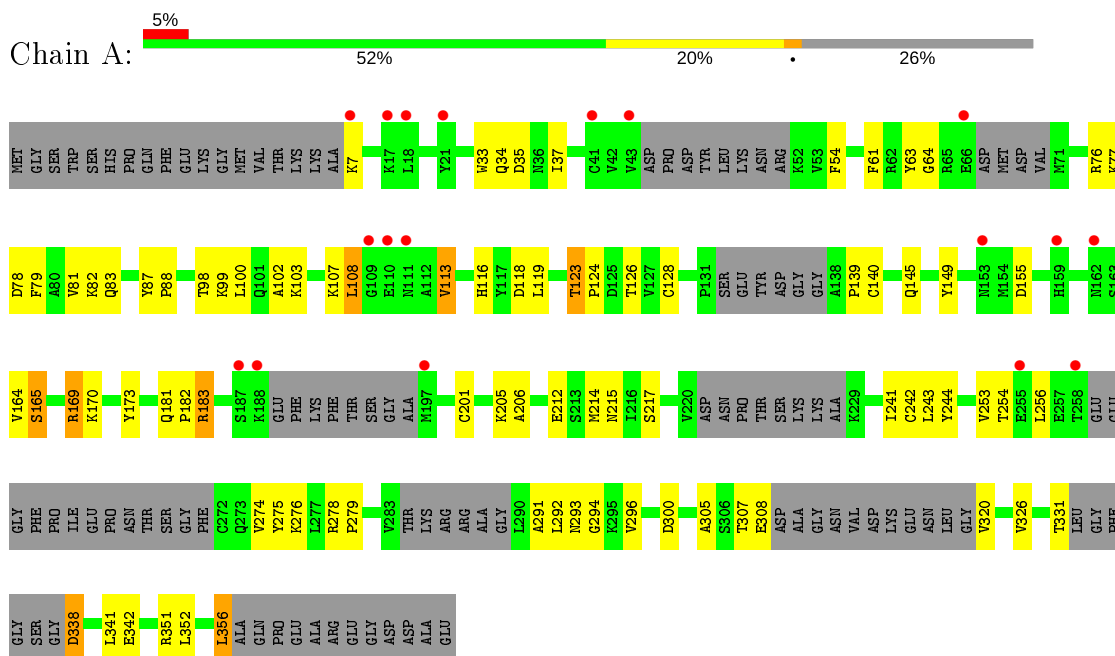 5%
Chain A:
52% 20% • 26%
MET GLY SER TRP SER HIS PRO GLN PHE GLU LYS GLY MET VAL THR LYS LYS ALA K7 K17 L18 Y21 W33 Q34 D35 N36 I37 C41 V42 V43 ASP PRO ASP TYR LEU LYS ASN ARG K52 V53 F54 F61 R62 Y63 G64 R65 E66 ASP MET ASP VAL M71 R76 K77
D78 F79 A80 V81 K82 Q83 Y87 P88 T98 K99 L100 Q101 A102 K103 K107 L108 G109 E110 N111 A112 V113 H116 Y117 D118 L119 T123 P124 D125 T126 V127 C128 P131 SER GLU TYR ASP GLY GLY A138 P139 C140 Q145 Y149 N153 M154 D155 H159 N162 S163
V164 S165 R169 K170 Y173 Q181 P182 R183 S187 K188 GLU PHE LYS PHE THR SER GLY ALA M197 C201 K205 A206 E212 S213 M214 N215 I216 S217 V220 ASP ASN PRO THR SER LYS LYS ALA K229 I241 C242 L243 Y244 V253 T254 E255 L256 E257 T258 GLU GLU
GLY PHE PRO ILE GLU PRO ASN THR SER GLY PHE C272 Q273 V274 Y275 K276 L277 R278 P279 V283 THR LYS ARG ARG ALA GLY L290 A291 L292 N293 G294 K295 V296 D300 A305 S306 T307 E308 ASP ALA GLY ASN VAL ASP LYS GLU ASN LEU GLY V320 V326 T331 LEU GLY PHE
GLY SER GLY D338 L341 E342 R351 L352 L356 ALA GLN PRO GLU ALA ARG GLU GLY ASP ASP ALA GLU